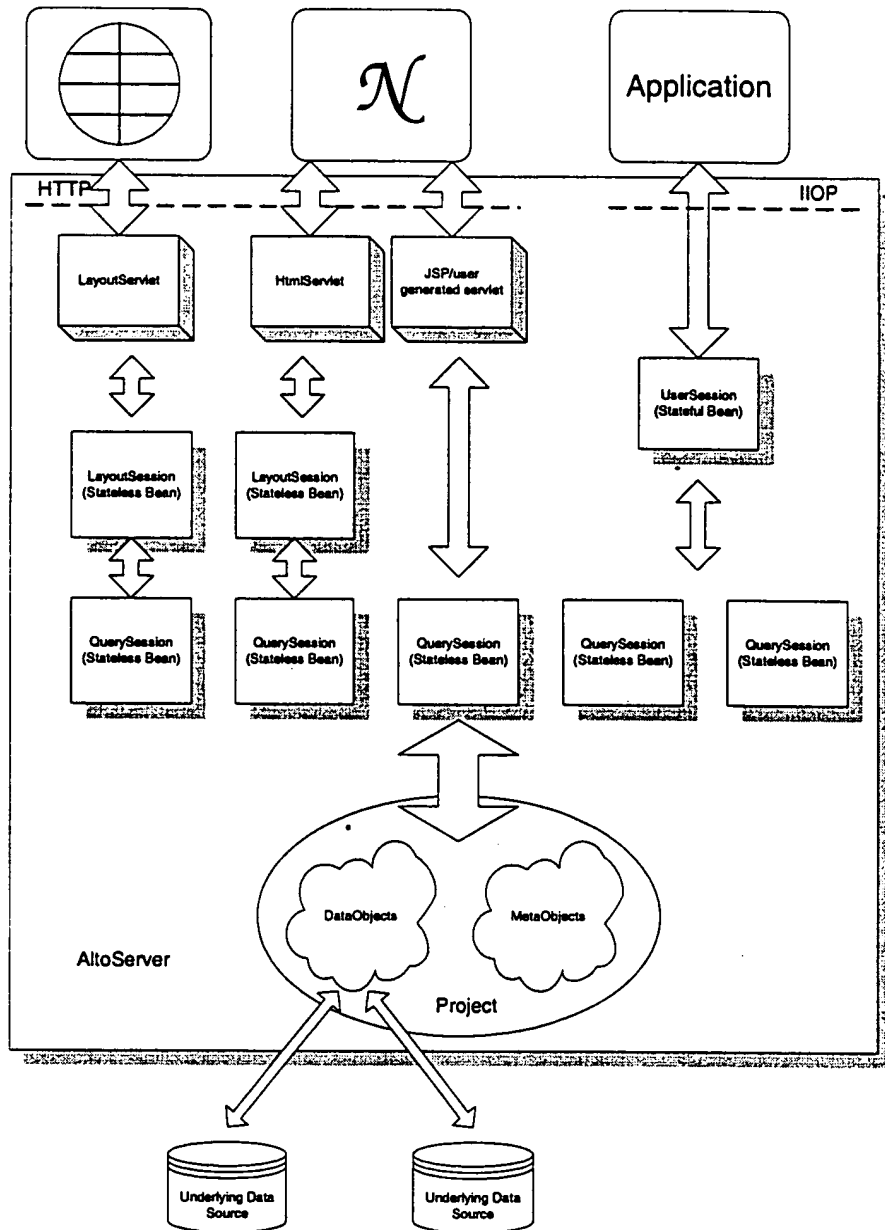 N
Application
HTTP
IIOP
LayoutServlet
HtmlServlet
JSP/user
generated servlet
UserSession
(Stateful Bean)
LayoutSession
(Stateless Bean)
LayoutSession
(Stateless Bean)
QuerySession
(Stateless Bean)
QuerySession
(Stateless Bean)
QuerySession
(Stateless Bean)
QuerySession
(Stateless Bean)
QuerySession
(Stateless Bean)
DataObjects
MetaObjects
AltoServer
Project
Underlying Data
Source
Underlying Data
Source